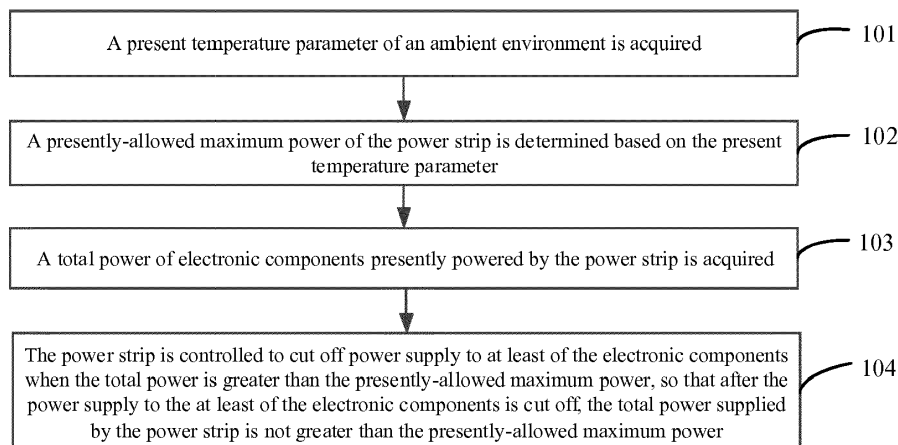 A present temperature parameter of an ambient environment is acquired
101
A presently-allowed maximum power of the power strip is determined based on the present
temperature parameter
102
A total power of electronic components presently powered by the power strip is acquired
103
The power strip is controlled to cut off power supply to at least of the electronic components
when the total power is greater than the presently-allowed maximum power, so that after the
power supply to the at least of the electronic components is cut off, the total power supplied
by the power strip is not greater than the presently-allowed maximum power
104